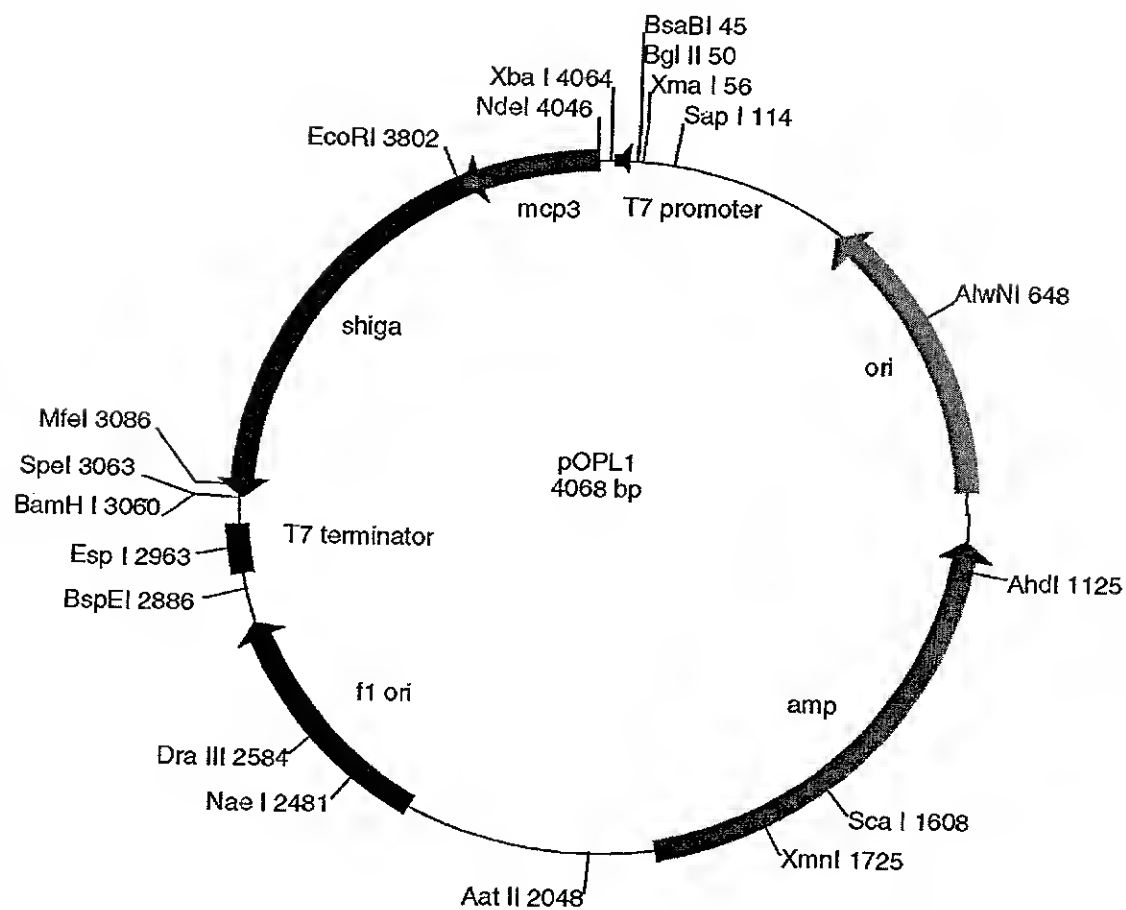 BsaBI 45
Bgl II 50
Xba I 4064
Xma I 56
NdeI 4046
Sap I 114
EcoRI 3802
mcp3
T7 promoter
AlwNI 648
shiga
ori
MfeI 3086
SpeI 3063
BamH I 3060
pOPL1
4068 bp
T7 terminator
Esp I 2963
BspEI 2886
AhdI 1125
f1 ori
amp
Dra III 2584
Nae I 2481
Sca I 1608
XmnI 1725
Aat II 2048